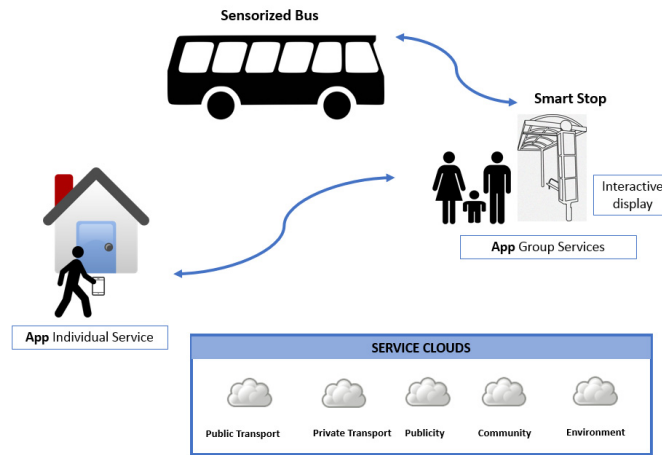 Sensorized Bus
Smart Stop
Interactive
display
App Group Services
App Individual Service
SERVICE CLOUDS
Public Transport
Private Transport
Publicity
Community
Environment